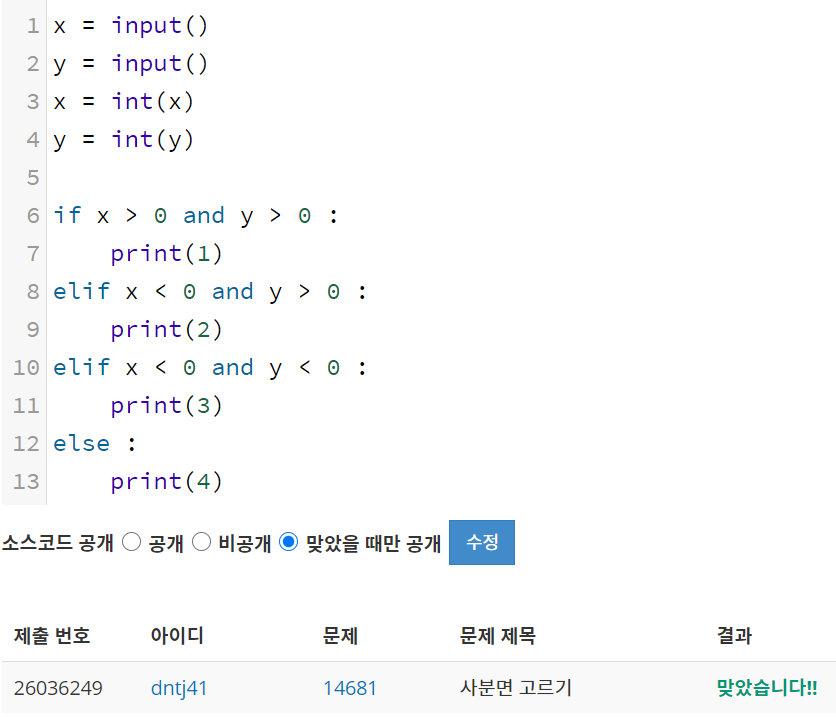 1 x = input()
2 y = input()
3 x = int(x)
4 y = int(y)
5
6 if x > 0 and y > 0 :
7     print(1)
8 elif x < 0 and y > 0 :
9     print(2)
10 elif x < 0 and y < 0 :
11     print(3)
12 else :
13     print(4)
소스코드 공개 공개 비공개 맞았을 때만 공개 수정
제출 번호 아이디 문제 문제 제목 결과
26036249 dntj41 14681 사분면 고르기 맞았습니다!!